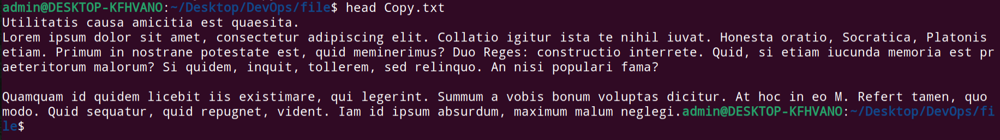 admin@DESKTOP-KFHVANO:~/Desktop/DevOps/file$ head Copy.txt
Utilitatis causa amicitia est quaesita.
Lorem ipsum dolor sit amet, consectetur adipiscing elit. Collatio igitur ista te nihil iuvat. Honesta oratio, Socratica, Platonis
etiam. Primum in nostrane potestate est, quid meminerimus? Duo Reges: constructio interrete. Quid, si etiam iucunda memoria est pr
aeteritorum malorum? Si quidem, inquit, tollerem, sed relinquo. An nisi populari fama?
Quamquam id quidem licebit iis existimare, qui legerint. Summum a vobis bonum voluptas dicitur. At hoc in eo M. Refert tamen, quo
modo. Quid sequatur, quid repugnet, vident. Iam id ipsum absurdum, maximum malum neglegi.admin@DESKTOP-KFHVANO:~/Desktop/DevOps/fi
le$